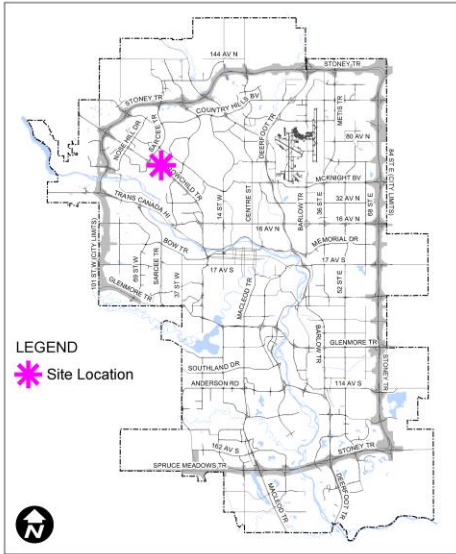 144 AV N
STONEY TR
STONEY TR
COUNTRY HILLS BV
METIS TR
NOSE HILL DR
SARCEE TR
DEERFOOT TR
80 AV N
CROWCHILD TR
MCKNIGHT BV
84 ST E (CITY LIMITS)
TRANS CANADA HI
14 ST W
CENTRE ST
BARLOW TR
36 ST E
32 AV N
68 ST E
16 AV N
16 AV N
101 ST W (CITY LIMITS)
BOW TR
MEMORIAL DR
69 ST W
SARCEE TR
37 ST W
17 AV S
17 AV S
52 ST E
GLENMORE TR
MACLEOD TR
BARLOW TR
GLENMORE TR
LEGEND
Site Location
SOUTHLAND DR
ANDERSON RD
114 AV S
STONEY TR
162 AV S
STONEY TR
SPRUCE MEADOWS TR
MACLEOD TR
DEERFOOT TR
N